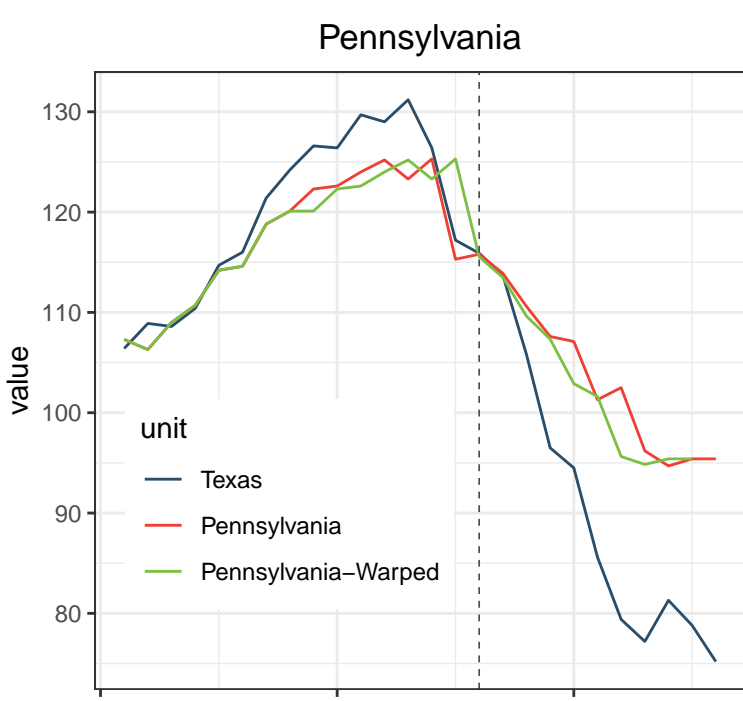 Pennsylvania
130
120
110
100
90
80
value
unit
Texas
Pennsylvania
Pennsylvania−Warped